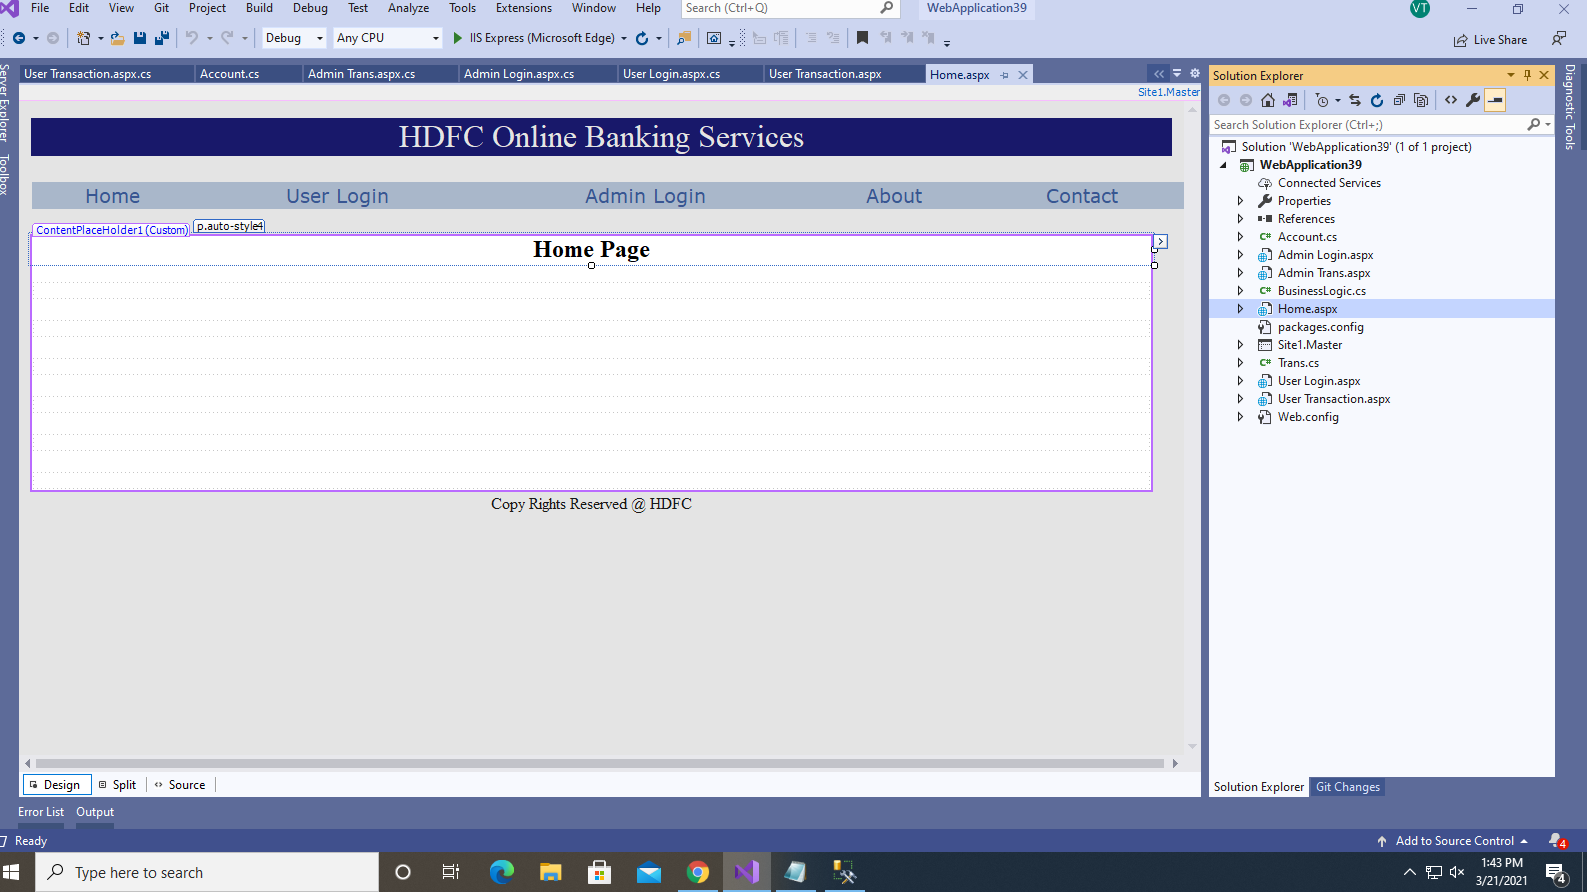 File Edit View Git Project Build Debug Test Analyze Tools Extensions Window Help Search (Ctrl+Q) WebApplication39 VT
Debug Any CPU IIS Express (Microsoft Edge) Live Share
Server Explorer
Toolbox
User Transaction.aspx.cs Account.cs Admin Trans.aspx.cs Admin Login.aspx.cs User Login.aspx.cs User Transaction.aspx Home.aspx
Site1.Master
HDFC Online Banking Services
Home User Login Admin Login About Contact
ContentPlaceHolder1 (Custom) p.auto-style4
Home Page
Copy Rights Reserved @ HDFC
Design Split Source
Error List Output
Solution Explorer
Search Solution Explorer (Ctrl+;)
Solution 'WebApplication39' (1 of 1 project)
WebApplication39
Connected Services
Properties
References
Account.cs
Admin Login.aspx
Admin Trans.aspx
BusinessLogic.cs
Home.aspx
packages.config
Site1.Master
Trans.cs
User Login.aspx
User Transaction.aspx
Web.config
Solution Explorer Git Changes
Diagnostic Tools
Ready Add to Source Control 4
Type here to search
1:43 PM
3/21/2021
4